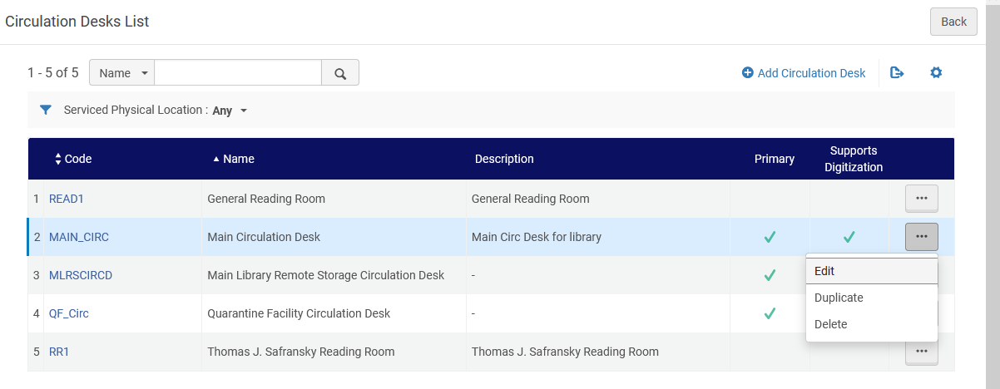 Circulation Desks List
Back
1 - 5 of 5 Name
Add Circulation Desk
Serviced Physical Location : Any
Code Name Description Primary Supports Digitization
1 READ1 General Reading Room General Reading Room
2 MAIN_CIRC Main Circulation Desk Main Circ Desk for library
3 MLRSCIRCD Main Library Remote Storage Circulation Desk -
4 QF_Circ Quarantine Facility Circulation Desk -
5 RR1 Thomas J. Safransky Reading Room Thomas J. Safransky Reading Room
Edit
Duplicate
Delete